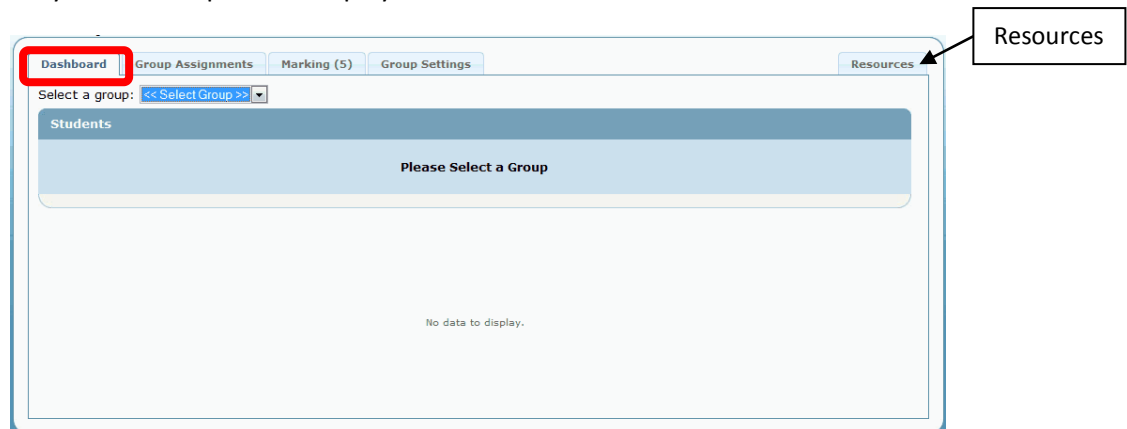 Resources
Dashboard Group Assignments Marking (5) Group Settings Resources
Select a group: << Select Group >>
Students
Please Select a Group
No data to display.